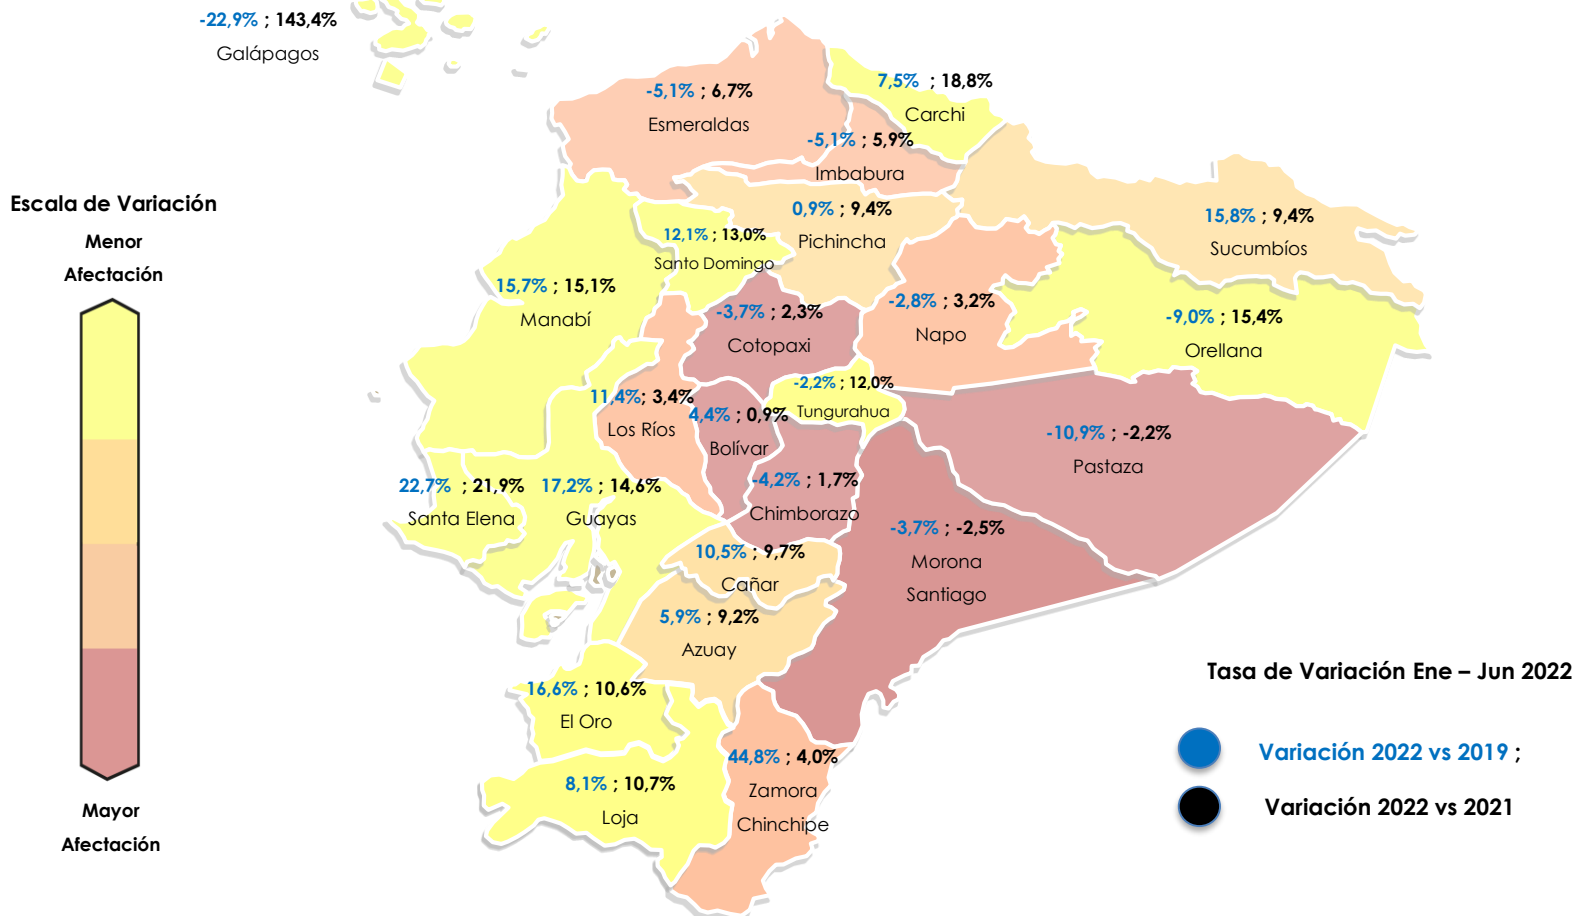 -22,9% ; 143,4%
Galápagos
7,5% ; 18,8%
Carchi
-5,1% ; 6,7%
Esmeraldas
-5,1% ; 5,9%
Imbabura
Escala de Variación
Menor
Afectación
0,9% ; 9,4%
Pichincha
15,8% ; 9,4%
Sucumbíos
12,1% ; 13,0%
Santo Domingo
15,7% ; 15,1%
Manabí
-3,7% ; 2,3%
Cotopaxi
-2,8% ; 3,2%
Napo
-9,0% ; 15,4%
Orellana
11,4%; 3,4%
Los Ríos
-2,2% ; 12,0%
Tungurahua
4,4% ; 0,9%
Bolívar
-10,9% ; -2,2%
Pastaza
22,7% ; 21,9%
Santa Elena
17,2% ; 14,6%
Guayas
-4,2% ; 1,7%
Chimborazo
-3,7% ; -2,5%
Morona
Santiago
10,5% ; 9,7%
Cañar
5,9% ; 9,2%
Azuay
16,6% ; 10,6%
El Oro
44,8% ; 4,0%
Zamora
Chinchipe
8,1% ; 10,7%
Loja
Mayor
Afectación
Tasa de Variación Ene – Jun 2022
Variación 2022 vs 2019 ;
Variación 2022 vs 2021